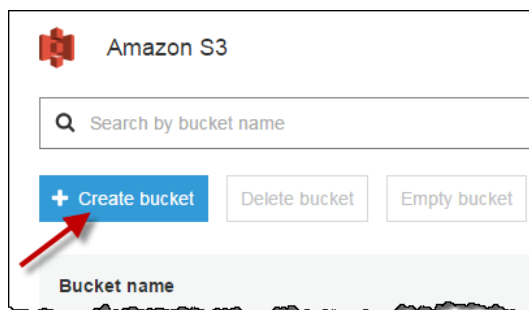 Amazon S3
Search by bucket name
+ Create bucket Delete bucket Empty bucket
Bucket name